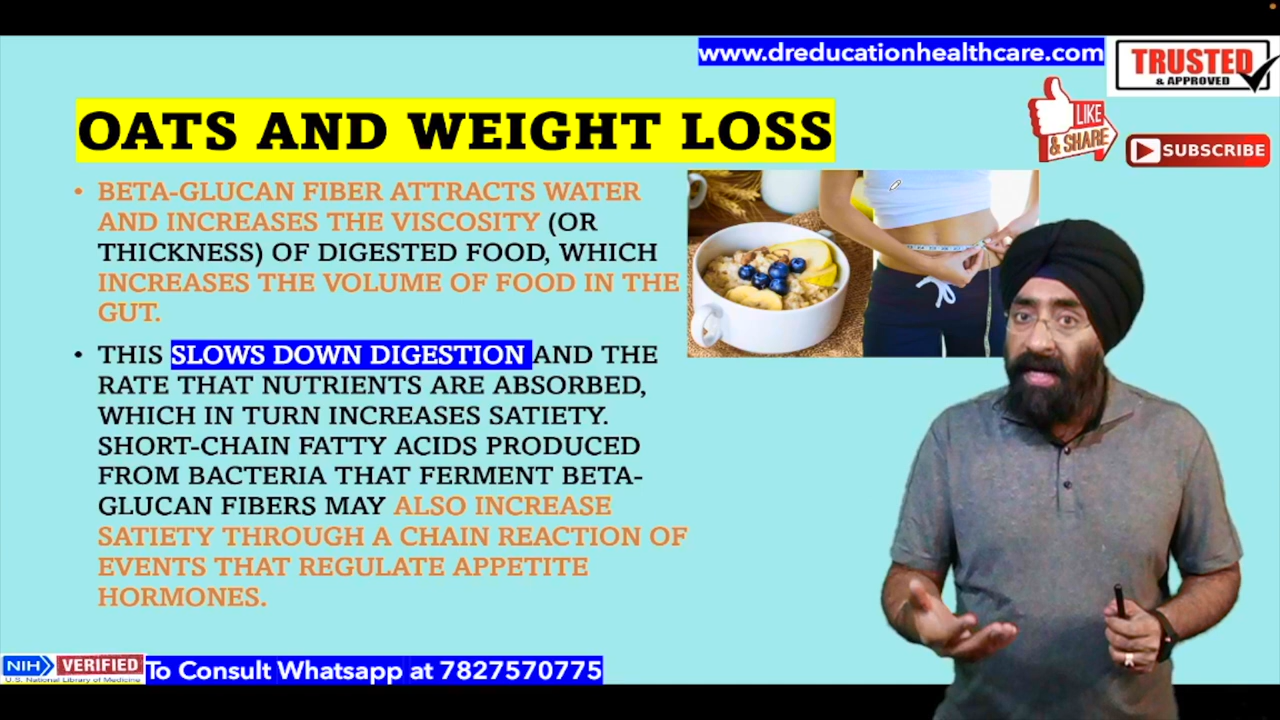 www.dreducationhealthcare.com
TRUSTED
& APPROVED
LIKE
& SHARE
SUBSCRIBE
OATS AND WEIGHT LOSS
• BETA-GLUCAN FIBER ATTRACTS WATER
AND INCREASES THE VISCOSITY (OR
THICKNESS) OF DIGESTED FOOD, WHICH
INCREASES THE VOLUME OF FOOD IN THE
GUT.
• THIS SLOWS DOWN DIGESTION AND THE
RATE THAT NUTRIENTS ARE ABSORBED,
WHICH IN TURN INCREASES SATIETY.
SHORT-CHAIN FATTY ACIDS PRODUCED
FROM BACTERIA THAT FERMENT BETA-
GLUCAN FIBERS MAY ALSO INCREASE
SATIETY THROUGH A CHAIN REACTION OF
EVENTS THAT REGULATE APPETITE
HORMONES.
NIH VERIFIED
U.S. National Library of Medicine
To Consult Whatsapp at 7827570775